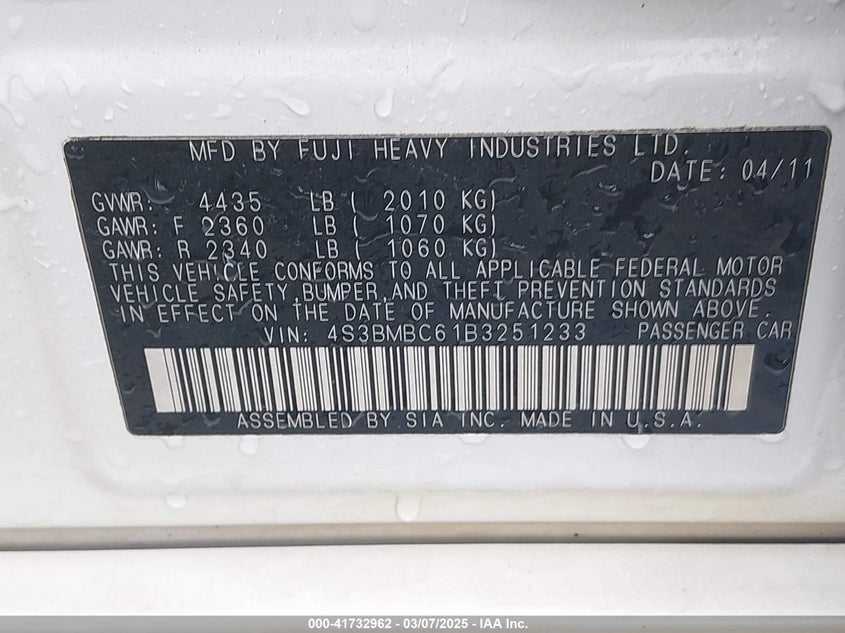 MFD BY FUJI HEAVY INDUSTRIES LTD.
DATE: 04/11
GVWR: 4435 LB ( 2010 KG)
GAWR: F 2360 LB ( 1070 KG)
GAWR: R 2340 LB ( 1060 KG)
THIS VEHICLE CONFORMS TO ALL APPLICABLE FEDERAL MOTOR
VEHICLE SAFETY,BUMPER,AND THEFT PREVENTION STANDARDS
IN EFFECT ON THE DATE OF MANUFACTURE SHOWN ABOVE.
VIN: 4S3BMBC61B3251233 PASSENGER CAR
ASSEMBLED BY SIA INC. MADE IN U.S.A.
000-41732962 — 03/07/2025 — IAA Inc.